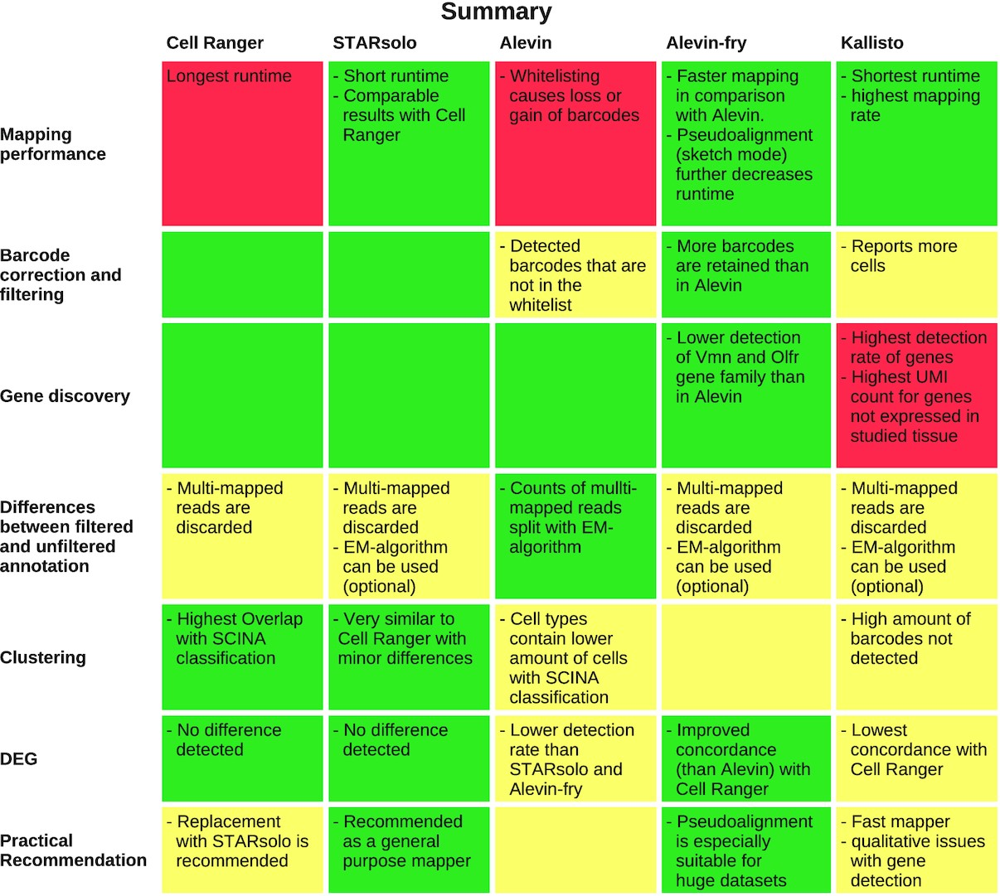 Summary
Cell Ranger
STARsolo
Alevin
Alevin-fry
Kallisto
Mapping
performance
Longest runtime
- Short runtime
- Comparable
results with Cell
Ranger
- Whitelisting
causes loss or
gain of barcodes
- Faster mapping
in comparison
with Alevin.
- Pseudoalignment
(sketch mode)
further decreases
runtime
- Shortest runtime
- highest mapping
rate
Barcode
correction and
filtering
- Detected
barcodes that are
not in the
whitelist
- More barcodes
are retained than
in Alevin
- Reports more
cells
Gene discovery
- Lower detection
of Vmn and Olfr
gene family than
in Alevin
- Highest detection
rate of genes
- Highest UMI
count for genes
not expressed in
studied tissue
Differences
between filtered
and unfiltered
annotation
- Multi-mapped
reads are
discarded
- Multi-mapped
reads are
discarded
- EM-algorithm
can be used
(optional)
- Counts of mullti-
mapped reads
split with EM-
algorithm
- Multi-mapped
reads are
discarded
- EM-algorithm
can be used
(optional)
- Multi-mapped
reads are
discarded
- EM-algorithm
can be used
(optional)
Clustering
- Highest Overlap
with SCINA
classification
- Very similar to
Cell Ranger with
minor differences
- Cell types
contain lower
amount of cells
with SCINA
classification
- High amount of
barcodes not
detected
DEG
- No difference
detected
- No difference
detected
- Lower detection
rate than
STARsolo and
Alevin-fry
- Improved
concordance
(than Alevin) with
Cell Ranger
- Lowest
concordance with
Cell Ranger
Practical
Recommendation
- Replacement
with STARsolo is
recommended
- Recommended
as a general
purpose mapper
- Pseudoalignment
is especially
suitable for
huge datasets
- Fast mapper
- qualitative issues
with gene
detection